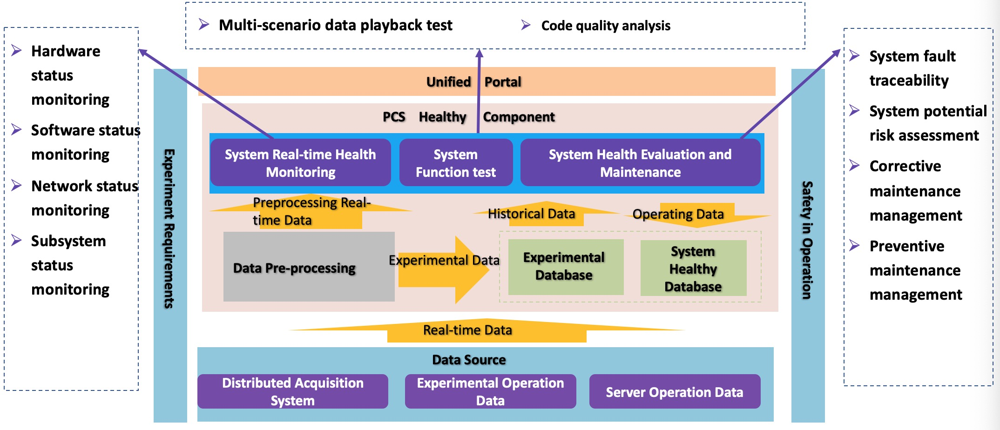 Multi-scenario data playback test
Code quality analysis
Hardware
status
monitoring
Software status
monitoring
Network status
monitoring
Subsystem
status
monitoring
Experiment Requirements
Unified Portal
PCS Healthy Component
System Real-time Health
Monitoring
System
Function test
System Health Evaluation and
Maintenance
Preprocessing Real-
time Data
Historical Data
Operating Data
Data Pre-processing
Experimental Data
Experimental
Database
System
Healthy
Database
Real-time Data
Data Source
Distributed Acquisition
System
Experimental Operation
Data
Server Operation Data
Safety in Operation
System fault
traceability
System potential
risk assessment
Corrective
maintenance
management
Preventive
maintenance
management